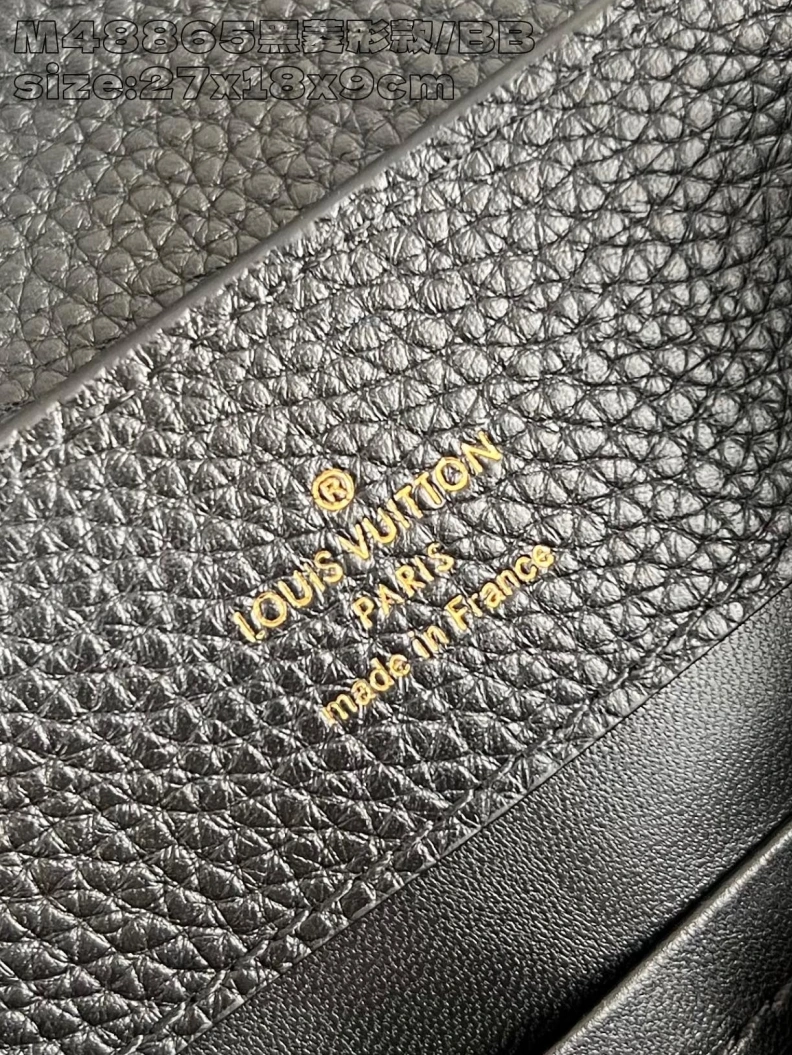 M48865黑菱形款/BB
size:27x18x9cm
®
LOUIS VUITTON
PARIS
made in France